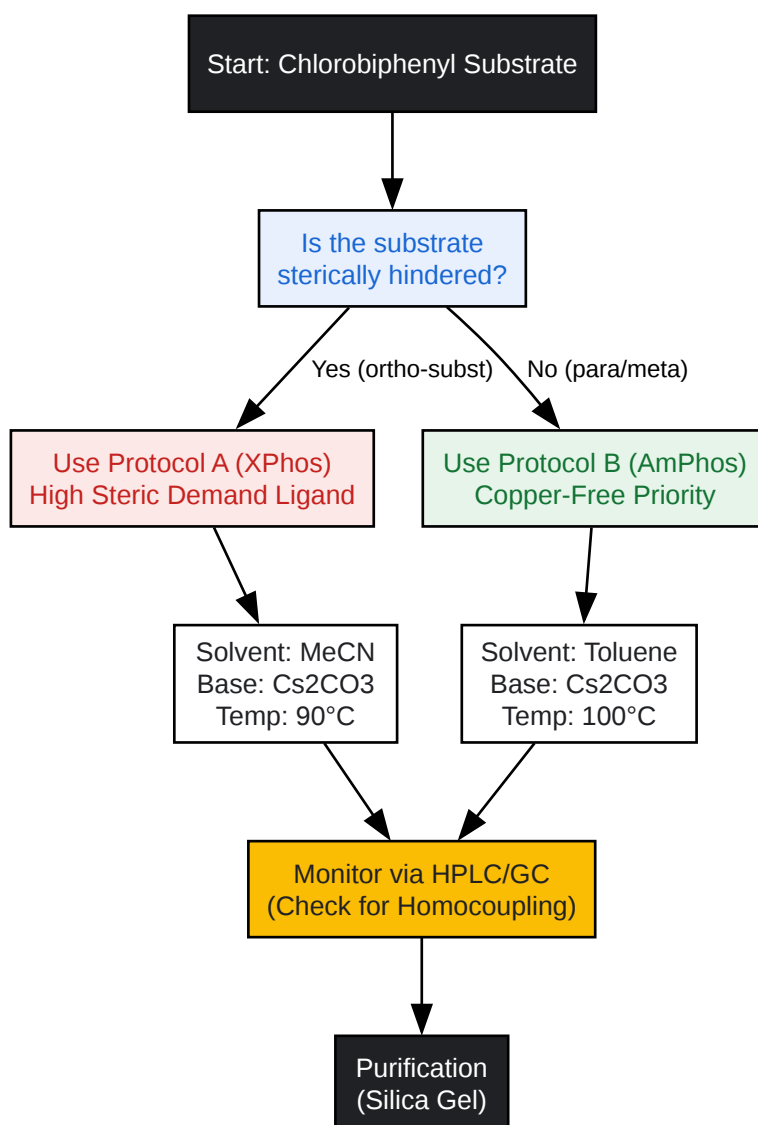 Start: Chlorobiphenyl Substrate
Is the substrate
sterically hindered?
Yes (ortho-subst)
No (para/meta)
Use Protocol A (XPhos)
High Steric Demand Ligand
Use Protocol B (AmPhos)
Copper-Free Priority
Solvent: MeCN
Base: Cs2CO3
Temp: 90°C
Solvent: Toluene
Base: Cs2CO3
Temp: 100°C
Monitor via HPLC/GC
(Check for Homocoupling)
Purification
(Silica Gel)